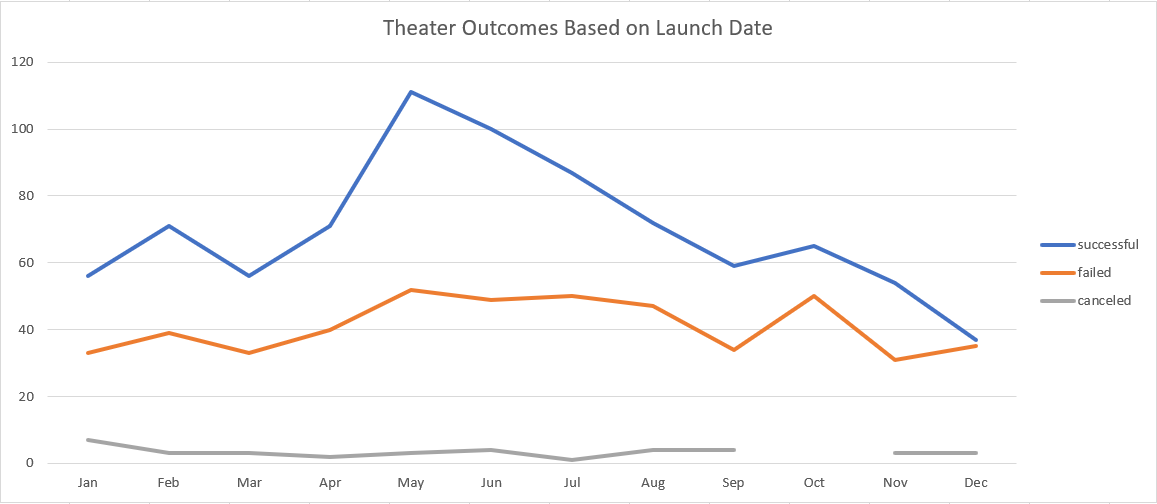 Theater Outcomes Based on Launch Date
120
100
80
60
40
20
0
Jan Feb Mar Apr May Jun Jul Aug Sep Oct Nov Dec
successful
failed
canceled